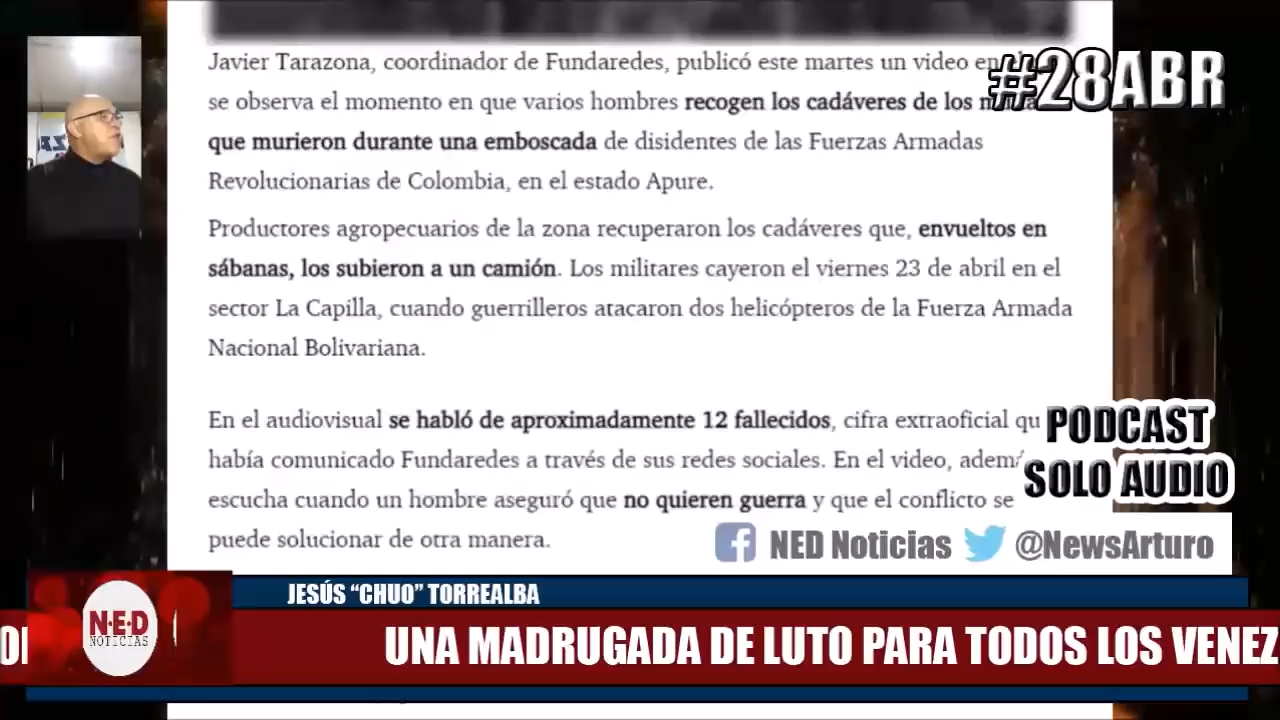 Javier Tarazona, coordinador de Fundaredes, publicó este martes un video en
#28ABR
se observa el momento en que varios hombres recogen los cadáveres de los
que murieron durante una emboscada de disidentes de las Fuerzas Armadas
Revolucionarias de Colombia, en el estado Apure.
Productores agropecuarios de la zona recuperaron los cadáveres que, envueltos en
sábanas, los subieron a un camión. Los militares cayeron el viernes 23 de abril en el
sector La Capilla, cuando guerrilleros atacaron dos helicópteros de la Fuerza Armada
Nacional Bolivariana.
En el audiovisual se habló de aproximadamente 12 fallecidos, cifra extraoficial qu
PODCAST
había comunicado Fundaredes a través de sus redes sociales. En el video, ademá
SOLO AUDIO
escucha cuando un hombre aseguró que no quieren guerra y que el conflicto se
puede solucionar de otra manera.
NED Noticias @NewsArturo
JESÚS “CHUO” TORREALBA
N·E·D
NOTICIAS
UNA MADRUGADA DE LUTO PARA TODOS LOS VENEZ